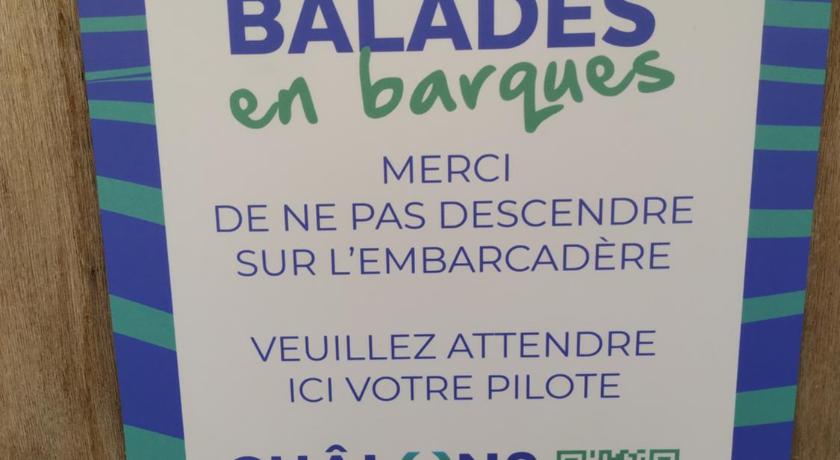 BALADES
en barques
MERCI
DE NE PAS DESCENDRE
SUR L'EMBARCADÈRE
VEUILLEZ ATTENDRE
ICI VOTRE PILOTE